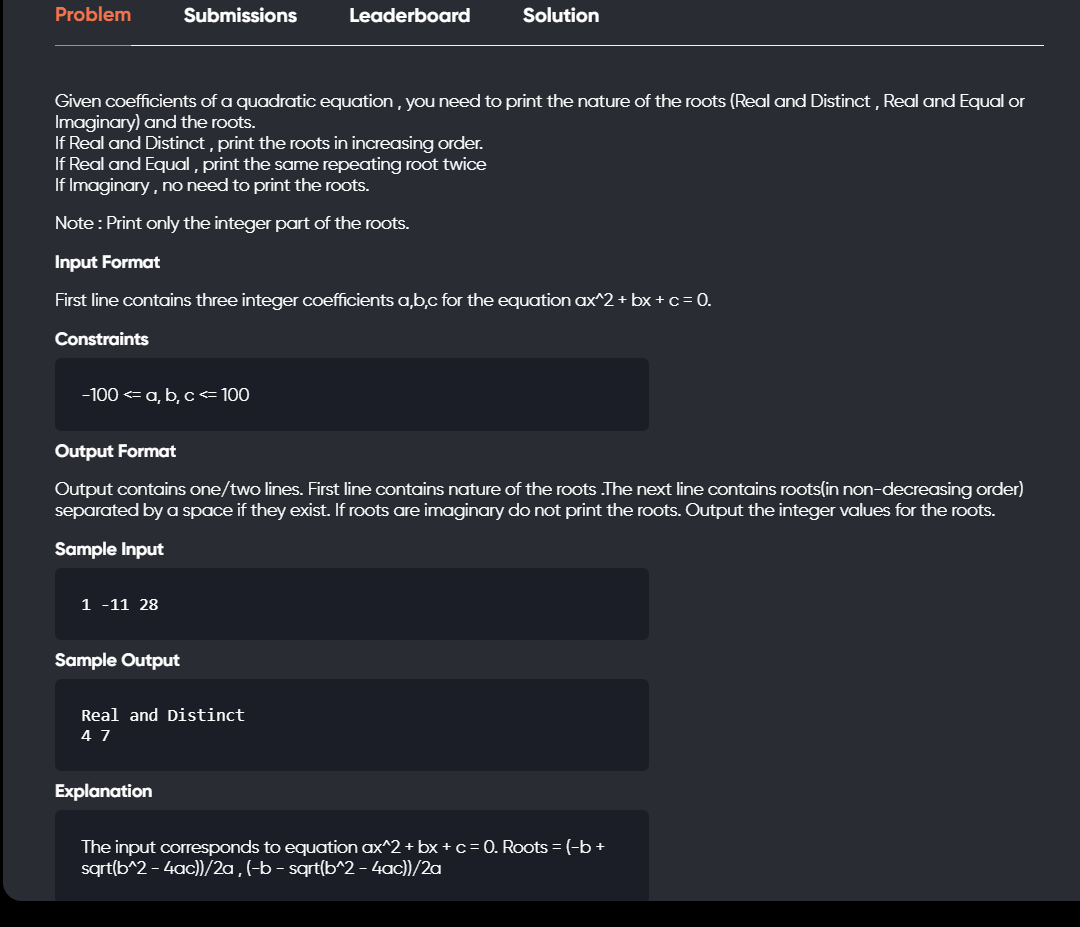 Problem Submissions Leaderboard Solution
Given coefficients of a quadratic equation , you need to print the nature of the roots (Real and Distinct , Real and Equal or
Imaginary) and the roots.
If Real and Distinct , print the roots in increasing order.
If Real and Equal , print the same repeating root twice
If Imaginary , no need to print the roots.
Note : Print only the integer part of the roots.
Input Format
First line contains three integer coefficients a,b,c for the equation ax^2 + bx + c = 0.
Constraints
-100 <= a, b, c <= 100
Output Format
Output contains one/two lines. First line contains nature of the roots .The next line contains roots(in non-decreasing order)
separated by a space if they exist. If roots are imaginary do not print the roots. Output the integer values for the roots.
Sample Input
1 -11 28
Sample Output
Real and Distinct
4 7
Explanation
The input corresponds to equation ax^2 + bx + c = 0. Roots = (-b +
sqrt(b^2 - 4ac))/2a , (-b - sqrt(b^2 - 4ac))/2a